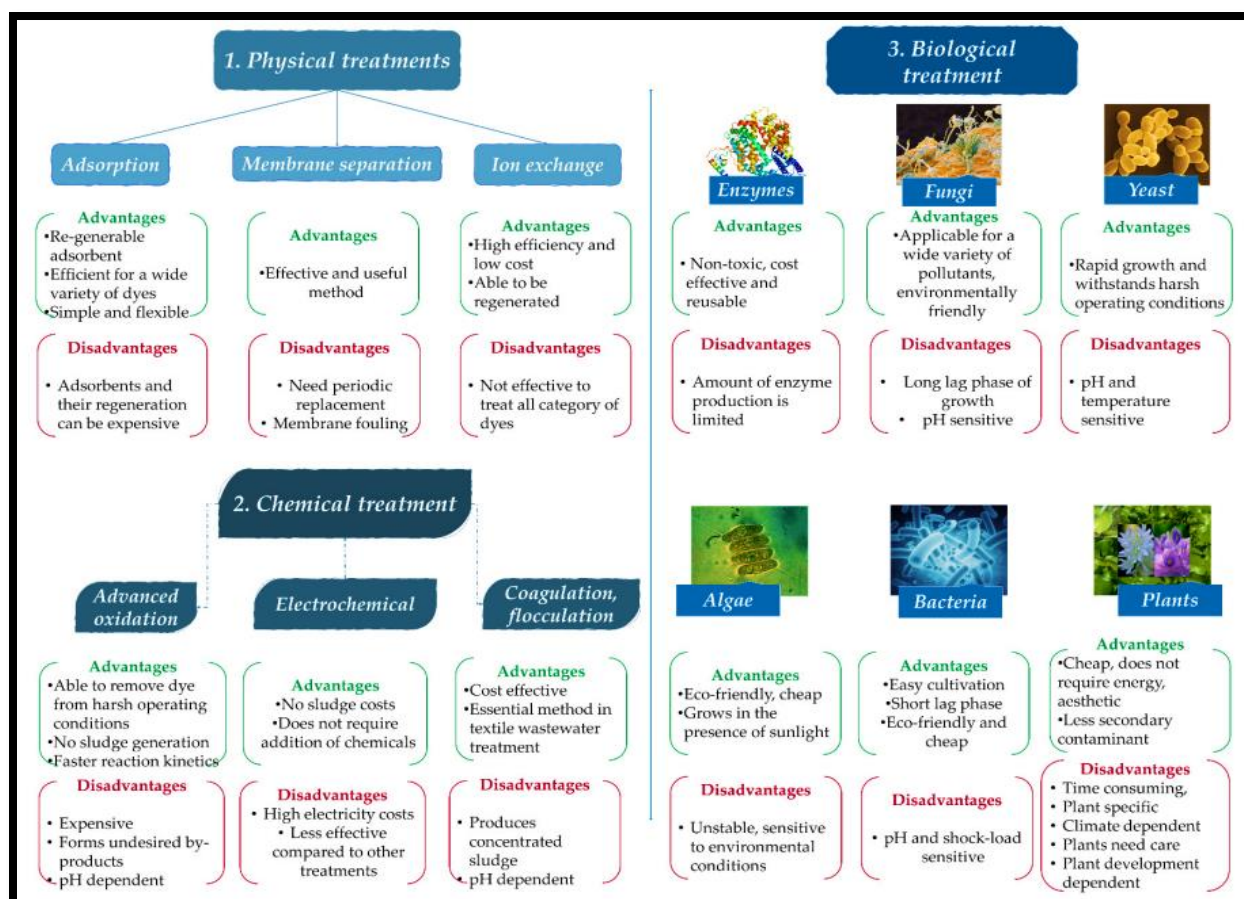 1. Physical treatments
Adsorption
Membrane separation
Ion exchange
Advantages
•Re-generable
adsorbent
•Efficient for a wide
variety of dyes
•Simple and flexible
Advantages
•Effective and useful
method
Advantages
•High efficiency and
low cost
•Able to be
regenerated
Disadvantages
• Adsorbents and
their regeneration
can be expensive
Disadvantages
• Need periodic
replacement
• Membrane fouling
Disadvantages
• Not effective to
treat all category of
dyes
2. Chemical treatment
Advanced
oxidation
Electrochemical
Coagulation,
flocculation
Advantages
•Able to remove dye
from harsh operating
conditions
•No sludge generation
•Faster reaction kinetics
Advantages
•No sludge costs
•Does not require
addition of chemicals
Advantages
•Cost effective
•Essential method in
textile wastewater
treatment
Disadvantages
• Expensive
• Forms undesired by-
products
• pH dependent
Disadvantages
• High electricity costs
• Less effective
compared to other
treatments
Disadvantages
• Produces
concentrated
sludge
• pH dependent
3. Biological
treatment
Enzymes
Fungi
Yeast
Advantages
• Non-toxic, cost
effective and
reusable
Advantages
•Applicable for a
wide variety of
pollutants,
environmentally
friendly
Advantages
•Rapid growth and
withstands harsh
operating conditions
Disadvantages
• Amount of enzyme
production is
limited
Disadvantages
• Long lag phase of
growth
• pH sensitive
Disadvantages
• pH and
temperature
sensitive
Algae
Bacteria
Plants
Advantages
•Eco-friendly, cheap
•Grows in the
presence of sunlight
Advantages
•Easy cultivation
•Short lag phase
•Eco-friendly and
cheap
Advantages
•Cheap, does not
require energy,
aesthetic
•Less secondary
contaminant
Disadvantages
• Unstable, sensitive
to environmental
conditions
Disadvantages
• pH and shock-load
sensitive
Disadvantages
• Time consuming,
• Plant specific
• Climate dependent
• Plants need care
• Plant development
dependent